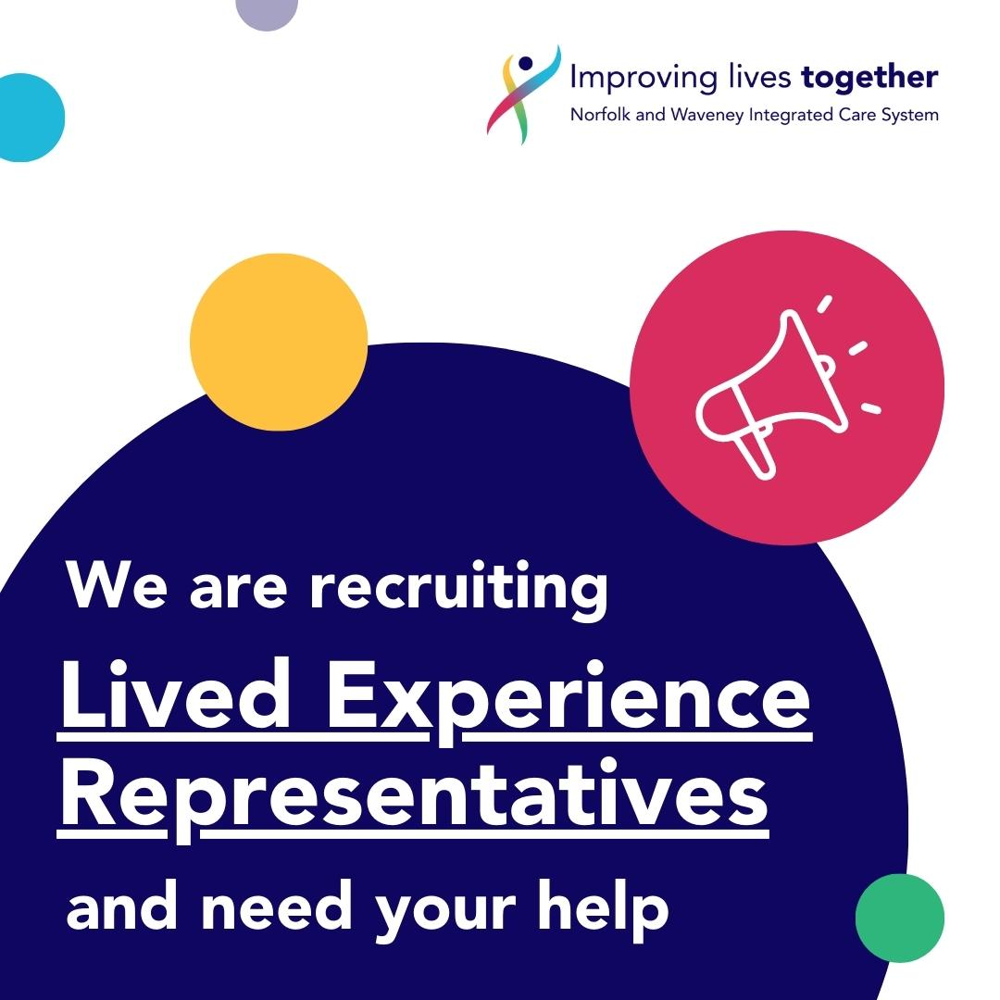 Improving lives together
Norfolk and Waveney Integrated Care System
We are recruiting
Lived Experience
Representatives
and need your help